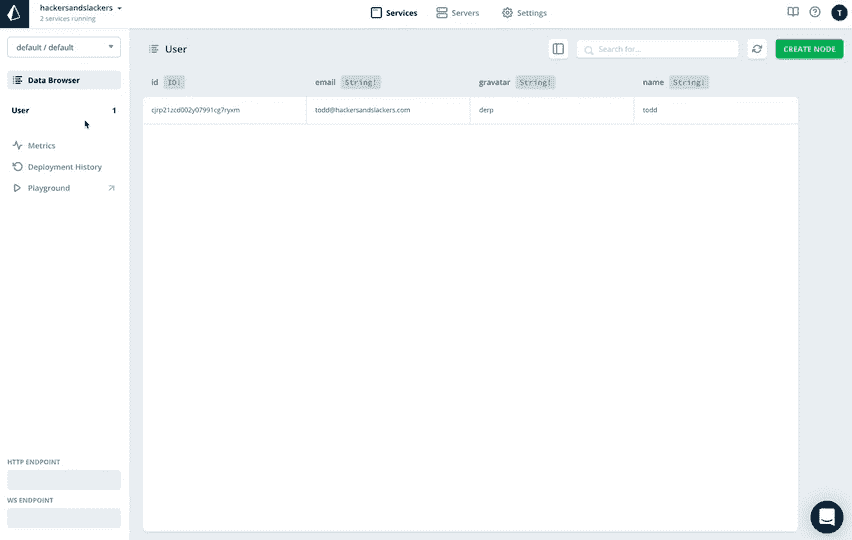 hackersandslackers
2 services running
Services
Servers
Settings
T
default / default
Data Browser
User 1
Metrics
Deployment History
Playground
User
Search for...
CREATE NODE
id ID!
email String!
gravatar String!
name String!
cjrp21zcd002y07991cg7ryxm
todd@hackersandslackers.com
derp
todd
HTTP ENDPOINT
WS ENDPOINT